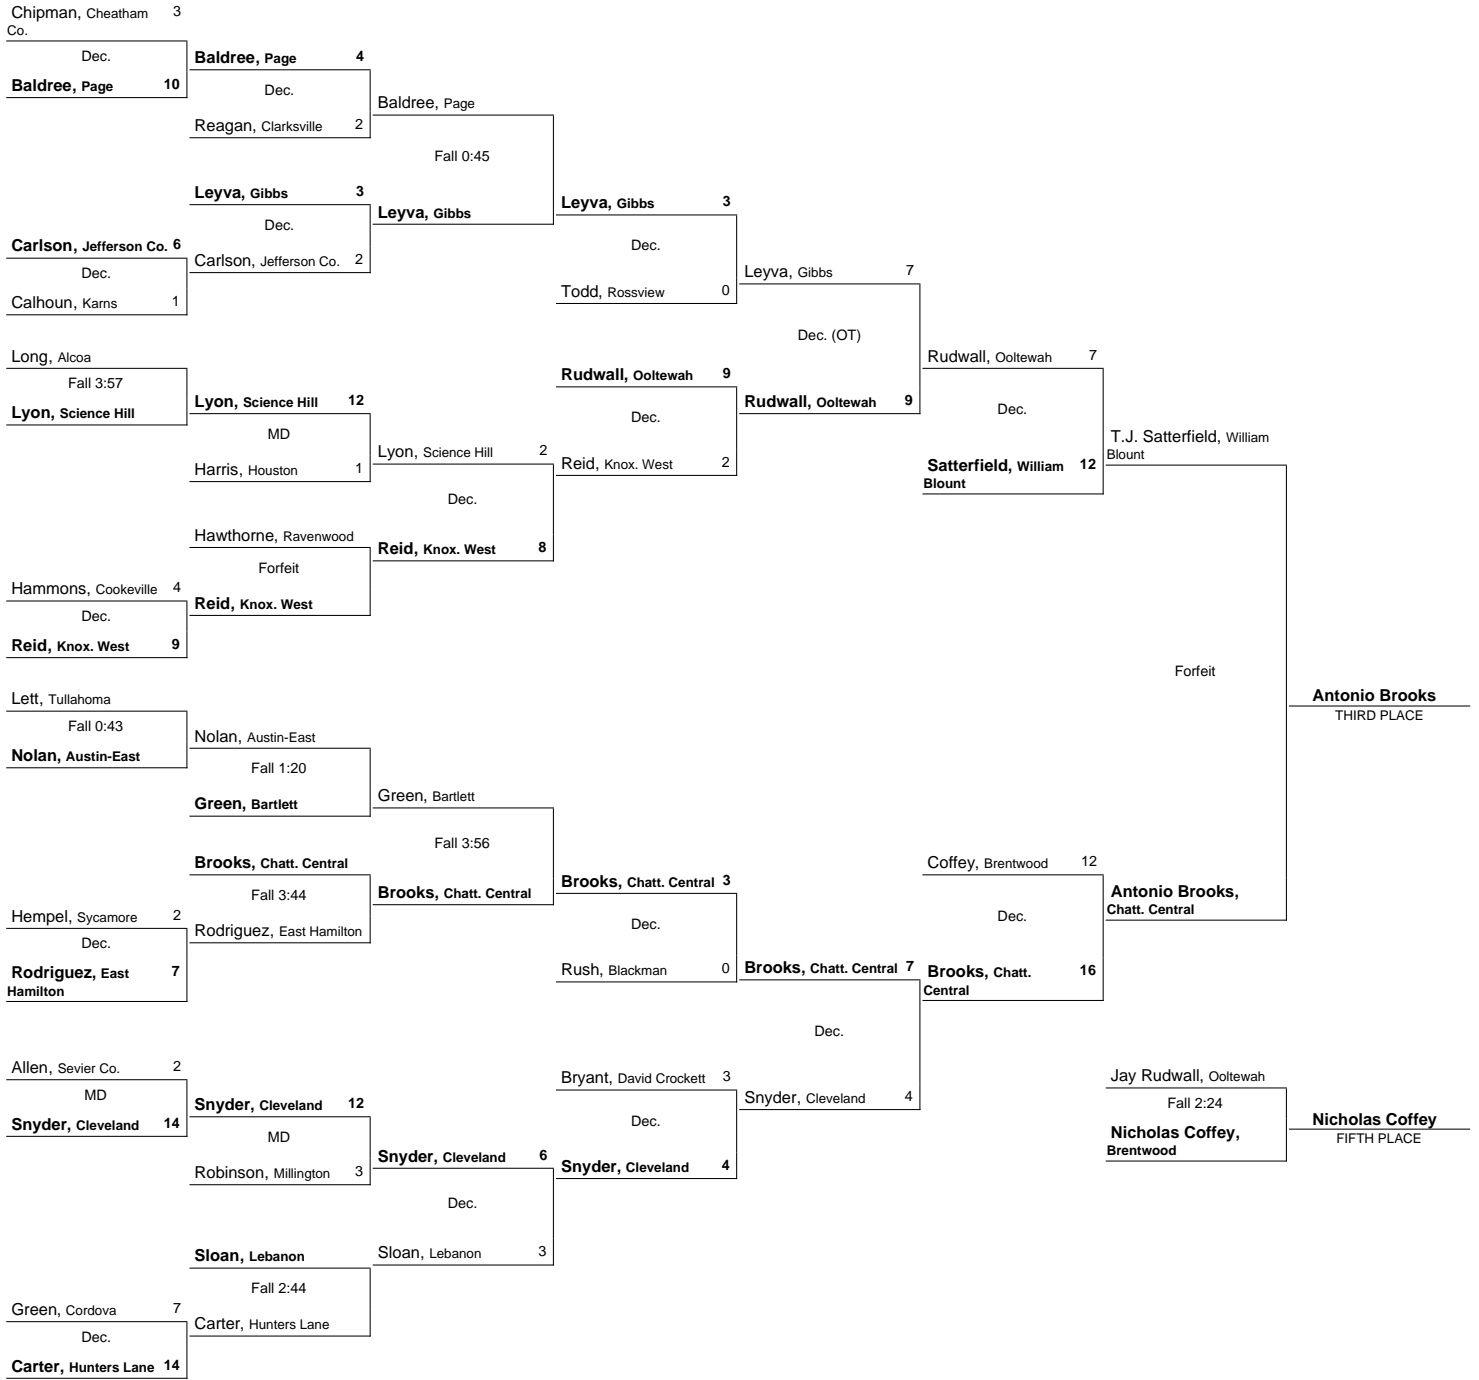 Chipman, Cheatham 3
Co.
Dec.
Baldree, Page 10
Baldree, Page 4
Dec.
Reagan, Clarksville 2
Baldree, Page
Fall 0:45
Leyva, Gibbs
Leyva, Gibbs 3
Dec.
Carlson, Jefferson Co. 2
Carlson, Jefferson Co. 6
Dec.
Calhoun, Karns 1
Leyva, Gibbs 3
Dec.
Todd, Rossview 0
Leyva, Gibbs 7
Dec. (OT)
Rudwall, Ooltewah 9
Long, Alcoa
Fall 3:57
Lyon, Science Hill
Lyon, Science Hill 12
MD
Harris, Houston 1
Lyon, Science Hill 2
Dec.
Reid, Knox. West 8
Hawthorne, Ravenwood
Forfeit
Reid, Knox. West
Hammons, Cookeville 4
Dec.
Reid, Knox. West 9
Rudwall, Ooltewah 9
Dec.
Reid, Knox. West 2
Rudwall, Ooltewah 7
Dec.
Satterfield, William 12
Blount
T.J. Satterfield, William
Blount
Forfeit
Antonio Brooks
THIRD PLACE
Lett, Tullahoma
Fall 0:43
Nolan, Austin-East
Nolan, Austin-East
Fall 1:20
Green, Bartlett
Green, Bartlett
Fall 3:56
Brooks, Chatt. Central
Brooks, Chatt. Central
Fall 3:44
Rodriguez, East Hamilton
Hempel, Sycamore 2
Dec.
Rodriguez, East 7
Hamilton
Brooks, Chatt. Central 3
Dec.
Rush, Blackman 0
Brooks, Chatt. Central 7
Dec.
Snyder, Cleveland 4
Coffey, Brentwood 12
Dec.
Brooks, Chatt. 16
Central
Antonio Brooks,
Chatt. Central
Allen, Sevier Co. 2
MD
Snyder, Cleveland 14
Snyder, Cleveland 12
MD
Robinson, Millington 3
Snyder, Cleveland 6
Dec.
Sloan, Lebanon 3
Bryant, David Crockett 3
Dec.
Snyder, Cleveland 4
Sloan, Lebanon
Fall 2:44
Carter, Hunters Lane
Green, Cordova 7
Dec.
Carter, Hunters Lane 14
Jay Rudwall, Ooltewah
Fall 2:24
Nicholas Coffey,
Brentwood
Nicholas Coffey
FIFTH PLACE